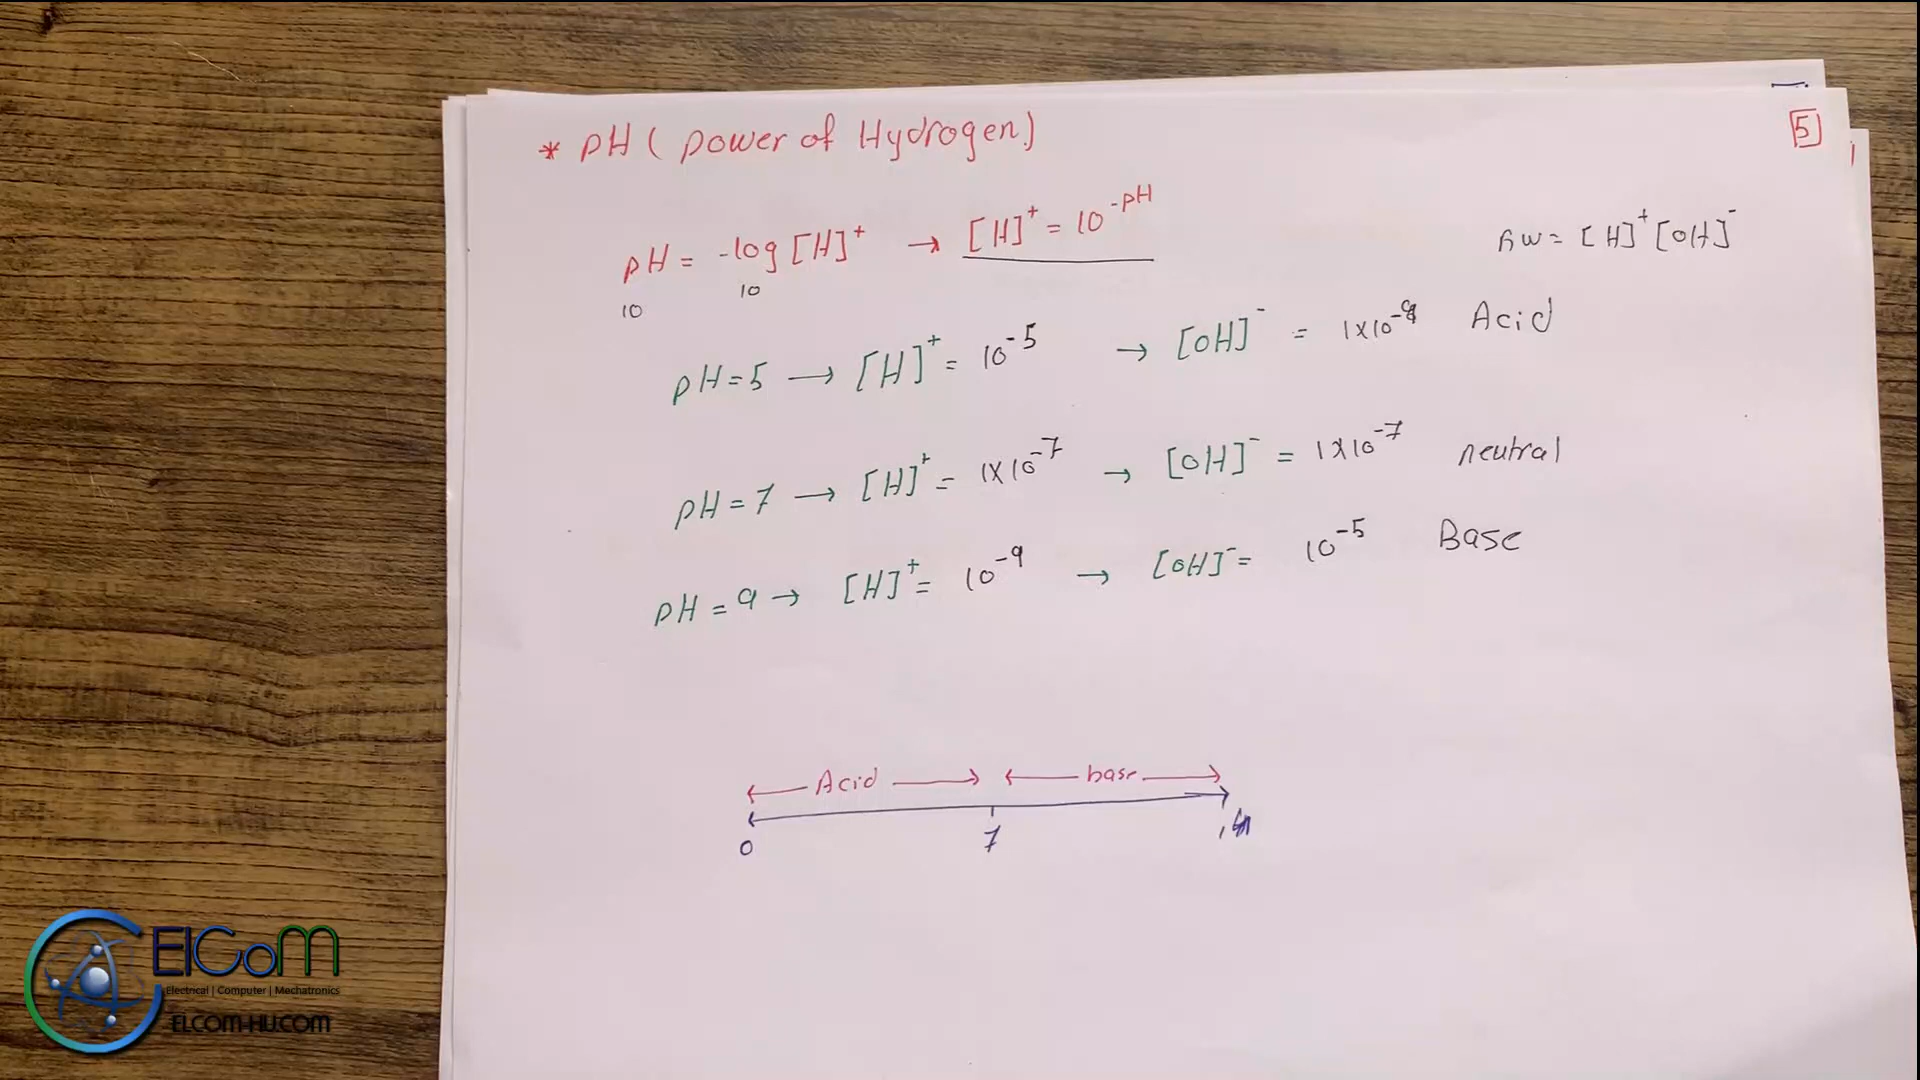 * pH ( power of Hydrogen)
5
pH = -log [H]⁺ → [H]⁺ = 10^-pH
10 10
Kw = [H]⁺ [OH]⁻
pH = 5 → [H]⁺ = 10^-5 → [OH]⁻ = 1x10^-9 Acid
pH = 7 → [H]⁺ = 1x10^-7 → [OH]⁻ = 1x10^-7 neutral
pH = 9 → [H]⁺ = 10^-9 → [OH]⁻ = 10^-5 Base
Acid base
0 7 14
ElCoM
Electrical | Computer | Mechatronics
ELCOM-HU.COM